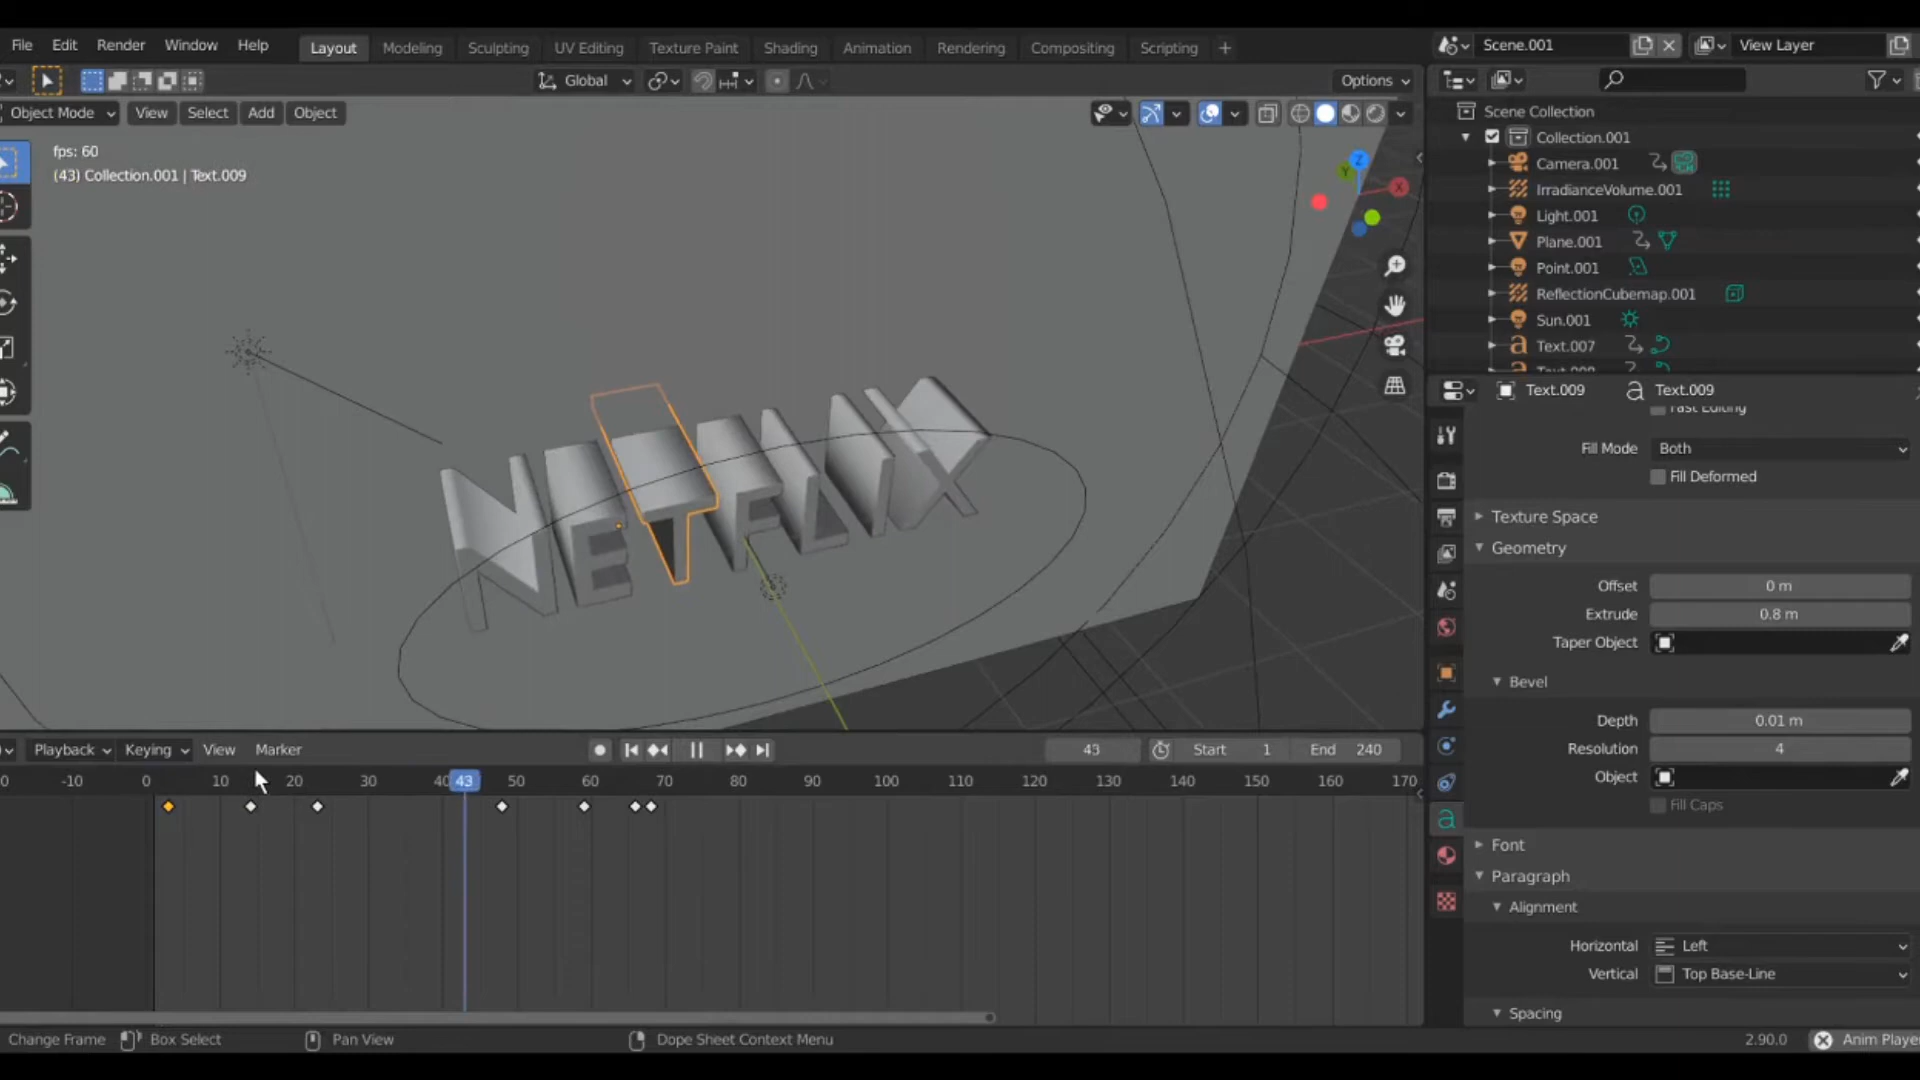 File Edit Render Window Help Layout Modeling Sculpting UV Editing Texture Paint Shading Animation Rendering Compositing Scripting + Scene.001 View Layer
Global Options
Object Mode View Select Add Object
Scene Collection
Collection.001
fps: 60
(43) Collection.001 | Text.009
Camera.001
IrradianceVolume.001
Light.001
Plane.001
Point.001
ReflectionCubemap.001
Sun.001
Text.007
Z
Y
X
NETFLIX
Text.009 Text.009
Fast Editing
Fill Mode Both
Fill Deformed
Texture Space
Geometry
Offset 0 m
Extrude 0.8 m
Taper Object
Bevel
Depth 0.01 m
Resolution 4
Object
Fill Caps
Font
Paragraph
Alignment
Horizontal Left
Vertical Top Base-Line
Spacing
Playback Keying View Marker 43 Start 1 End 240
0 -10 0 10 20 30 40 43 50 60 70 80 90 100 110 120 130 140 150 160 170
Change Frame Box Select Pan View Dope Sheet Context Menu 2.90.0 Anim Playe